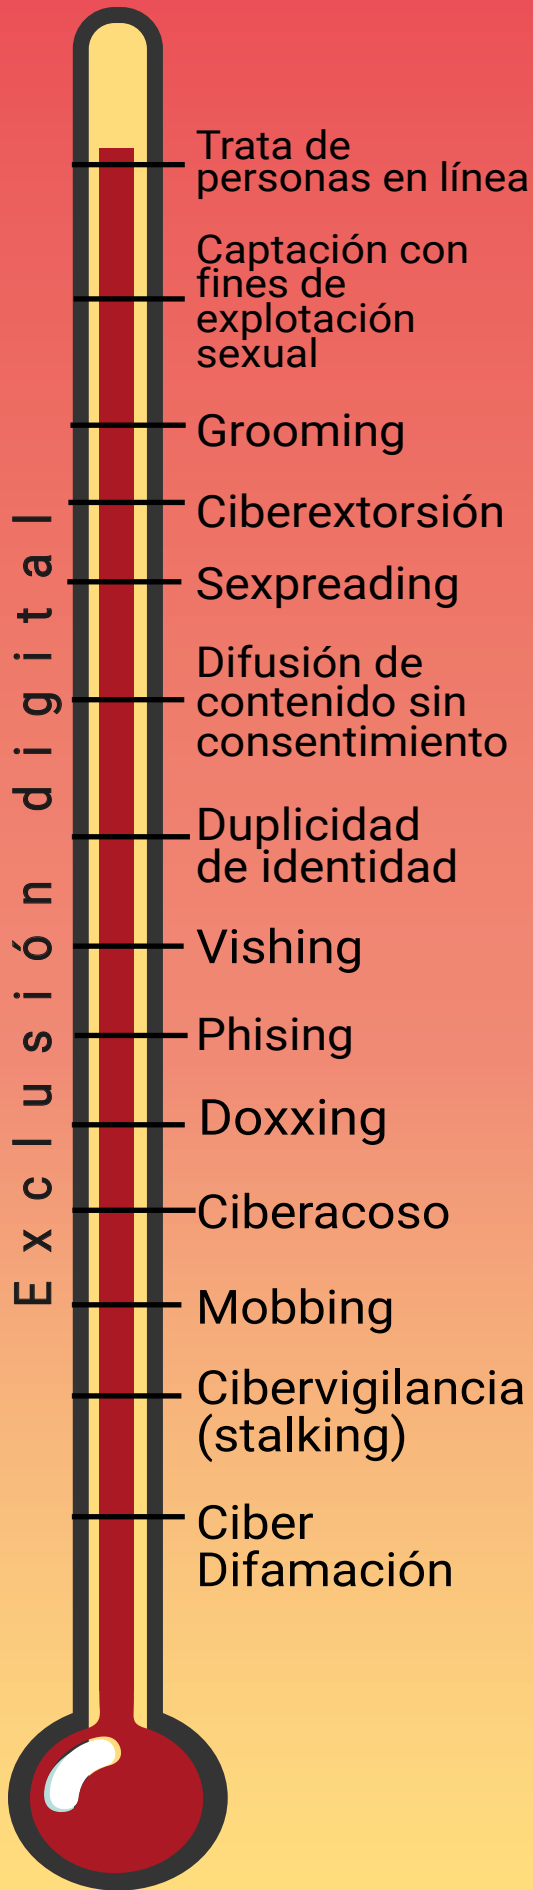 Trata de
personas en línea
Captación con
fines de
explotación
sexual
Grooming
Ciberextorsión
Sexpreading
Difusión de
contenido sin
consentimiento
Duplicidad
de identidad
Vishing
Phising
Doxxing
Ciberacoso
Mobbing
Cibervigilancia
(stalking)
Ciber
Difamación
Exclusión digital